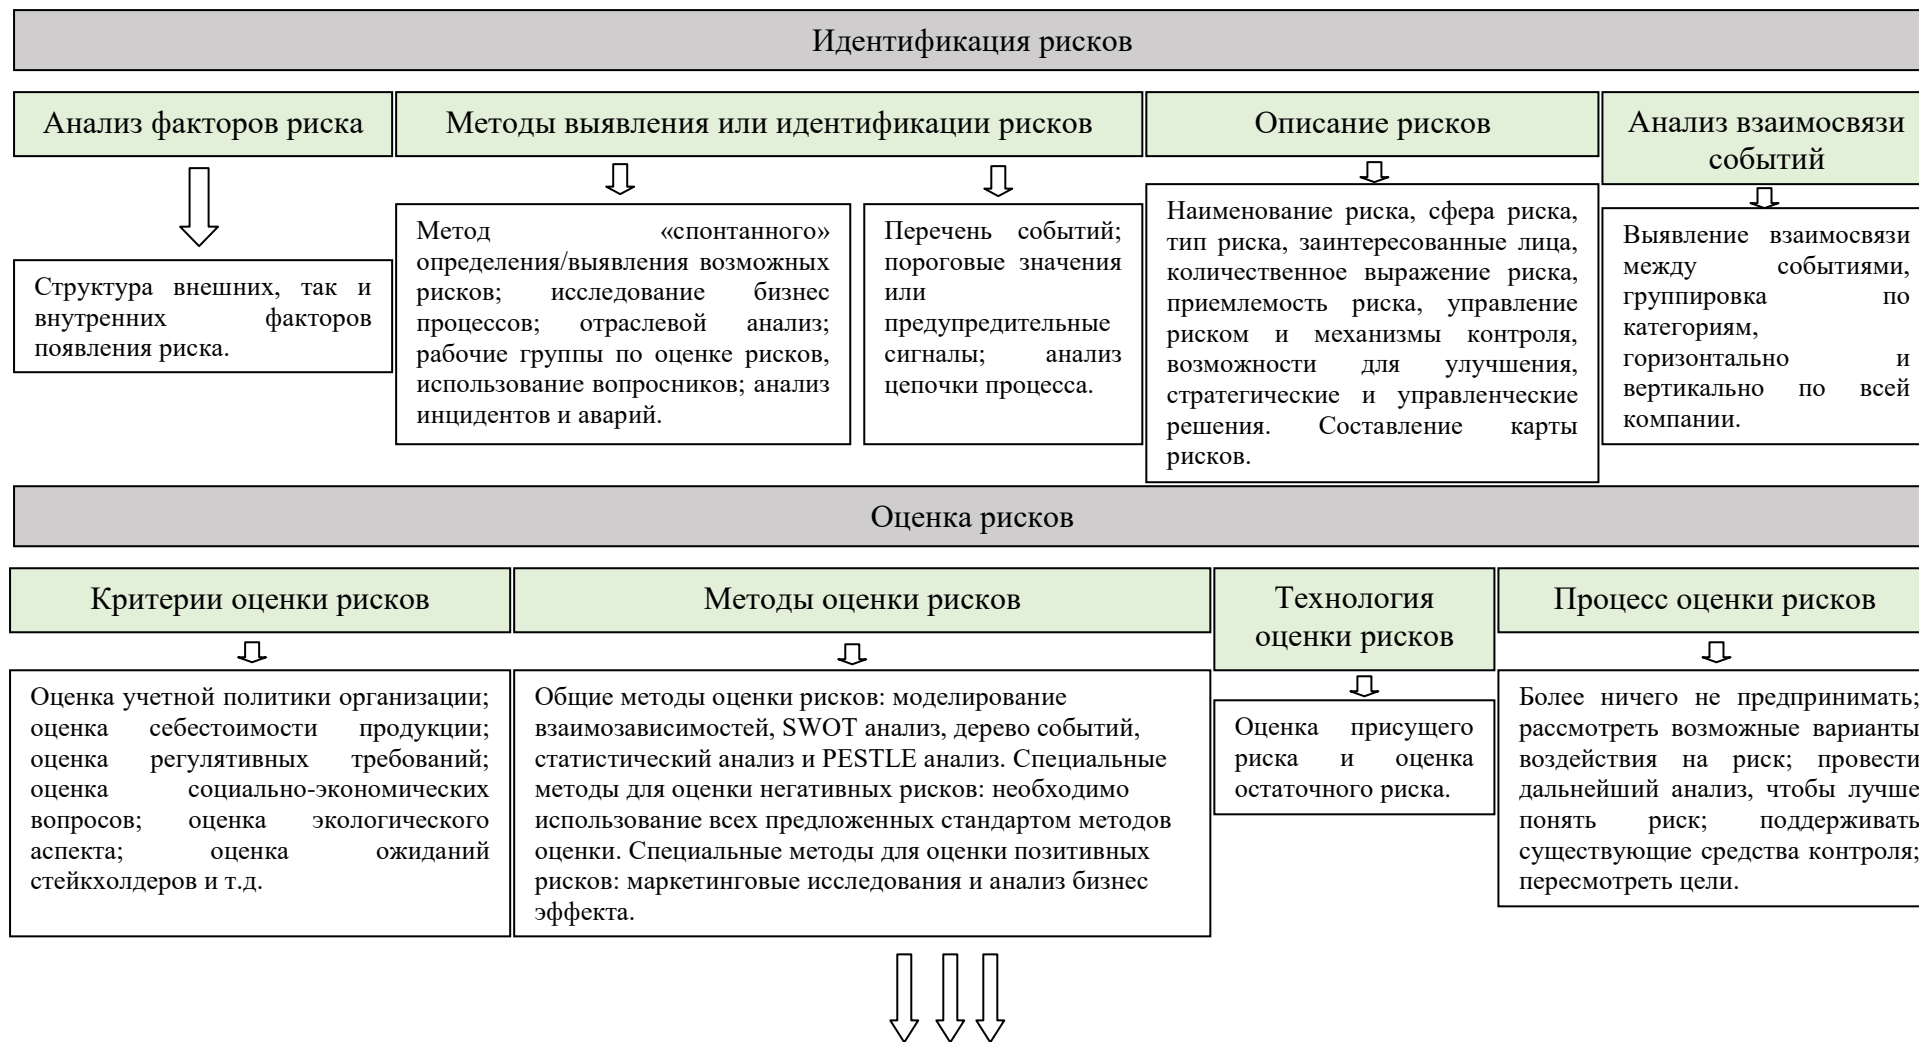 Идентификация рисков
Анализ факторов риска
Методы выявления или идентификации рисков
Описание рисков
Анализ взаимосвязи
событий
Структура внешних, так и
внутренних факторов
появления риска.
Метод «спонтанного»
определения/выявления возможных
рисков; исследование бизнес
процессов; отраслевой анализ;
рабочие группы по оценке рисков,
использование вопросников; анализ
инцидентов и аварий.
Перечень событий;
пороговые значения
или
предупредительные
сигналы; анализ
цепочки процесса.
Наименование риска, сфера риска,
тип риска, заинтересованные лица,
количественное выражение риска,
приемлемость риска, управление
риском и механизмы контроля,
возможности для улучшения,
стратегические и управленческие
решения. Составление карты
рисков.
Выявление взаимосвязи
между событиями,
группировка по
категориям,
горизонтально и
вертикально по всей
компании.
Оценка рисков
Критерии оценки рисков
Методы оценки рисков
Технология
оценки рисков
Процесс оценки рисков
Оценка учетной политики организации;
оценка себестоимости продукции;
оценка регулятивных требований;
оценка социально-экономических
вопросов; оценка экологического
аспекта; оценка ожиданий
стейкхолдеров и т.д.
Общие методы оценки рисков: моделирование
взаимозависимостей, SWOT анализ, дерево событий,
статистический анализ и PESTLE анализ. Специальные
методы для оценки негативных рисков: необходимо
использование всех предложенных стандартом методов
оценки. Специальные методы для оценки позитивных
рисков: маркетинговые исследования и анализ бизнес
эффекта.
Оценка присущего
риска и оценка
остаточного риска.
Более ничего не предпринимать;
рассмотреть возможные варианты
воздействия на риск; провести
дальнейший анализ, чтобы лучше
понять риск; поддерживать
существующие средства контроля;
пересмотреть цели.